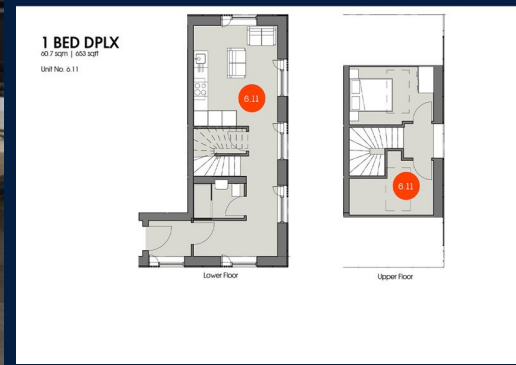 1 BED DPLX
60.7 sqm | 653 sqft
Unit No. 6.11
6.11
6.11
Lower Floor
Upper Floor